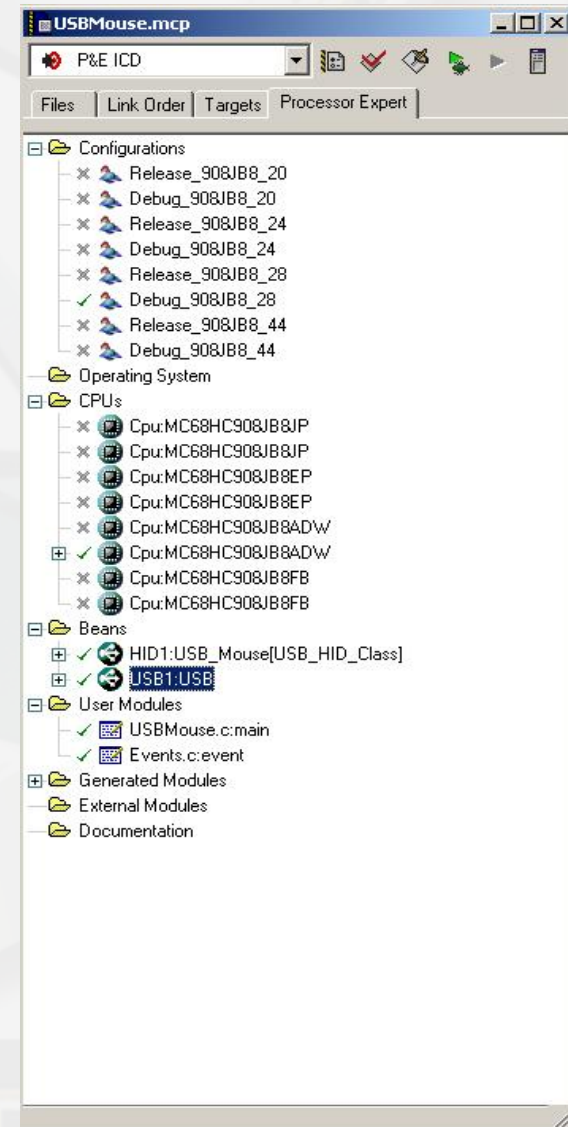 USBMouse.mcp
P&E ICD
Files Link Order Targets Processor Expert
Configurations
Release_908JB8_20
Debug_908JB8_20
Release_908JB8_24
Debug_908JB8_24
Release_908JB8_28
Debug_908JB8_28
Release_908JB8_44
Debug_908JB8_44
Operating System
CPUs
Cpu:MC68HC908JB8JP
Cpu:MC68HC908JB8JP
Cpu:MC68HC908JB8EP
Cpu:MC68HC908JB8EP
Cpu:MC68HC908JB8ADW
Cpu:MC68HC908JB8ADW
Cpu:MC68HC908JB8FB
Cpu:MC68HC908JB8FB
Beans
HID1:USB_Mouse[USB_HID_Class]
USB1:USB
User Modules
USBMouse.c:main
Events.c:event
Generated Modules
External Modules
Documentation